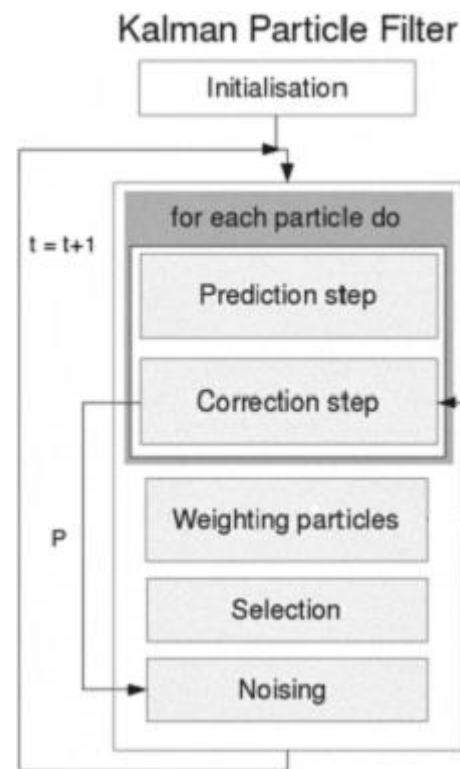 Kalman Particle Filter
Initialisation
for each particle do
t = t+1
Prediction step
Correction step
Weighting particles
P
Selection
Noising